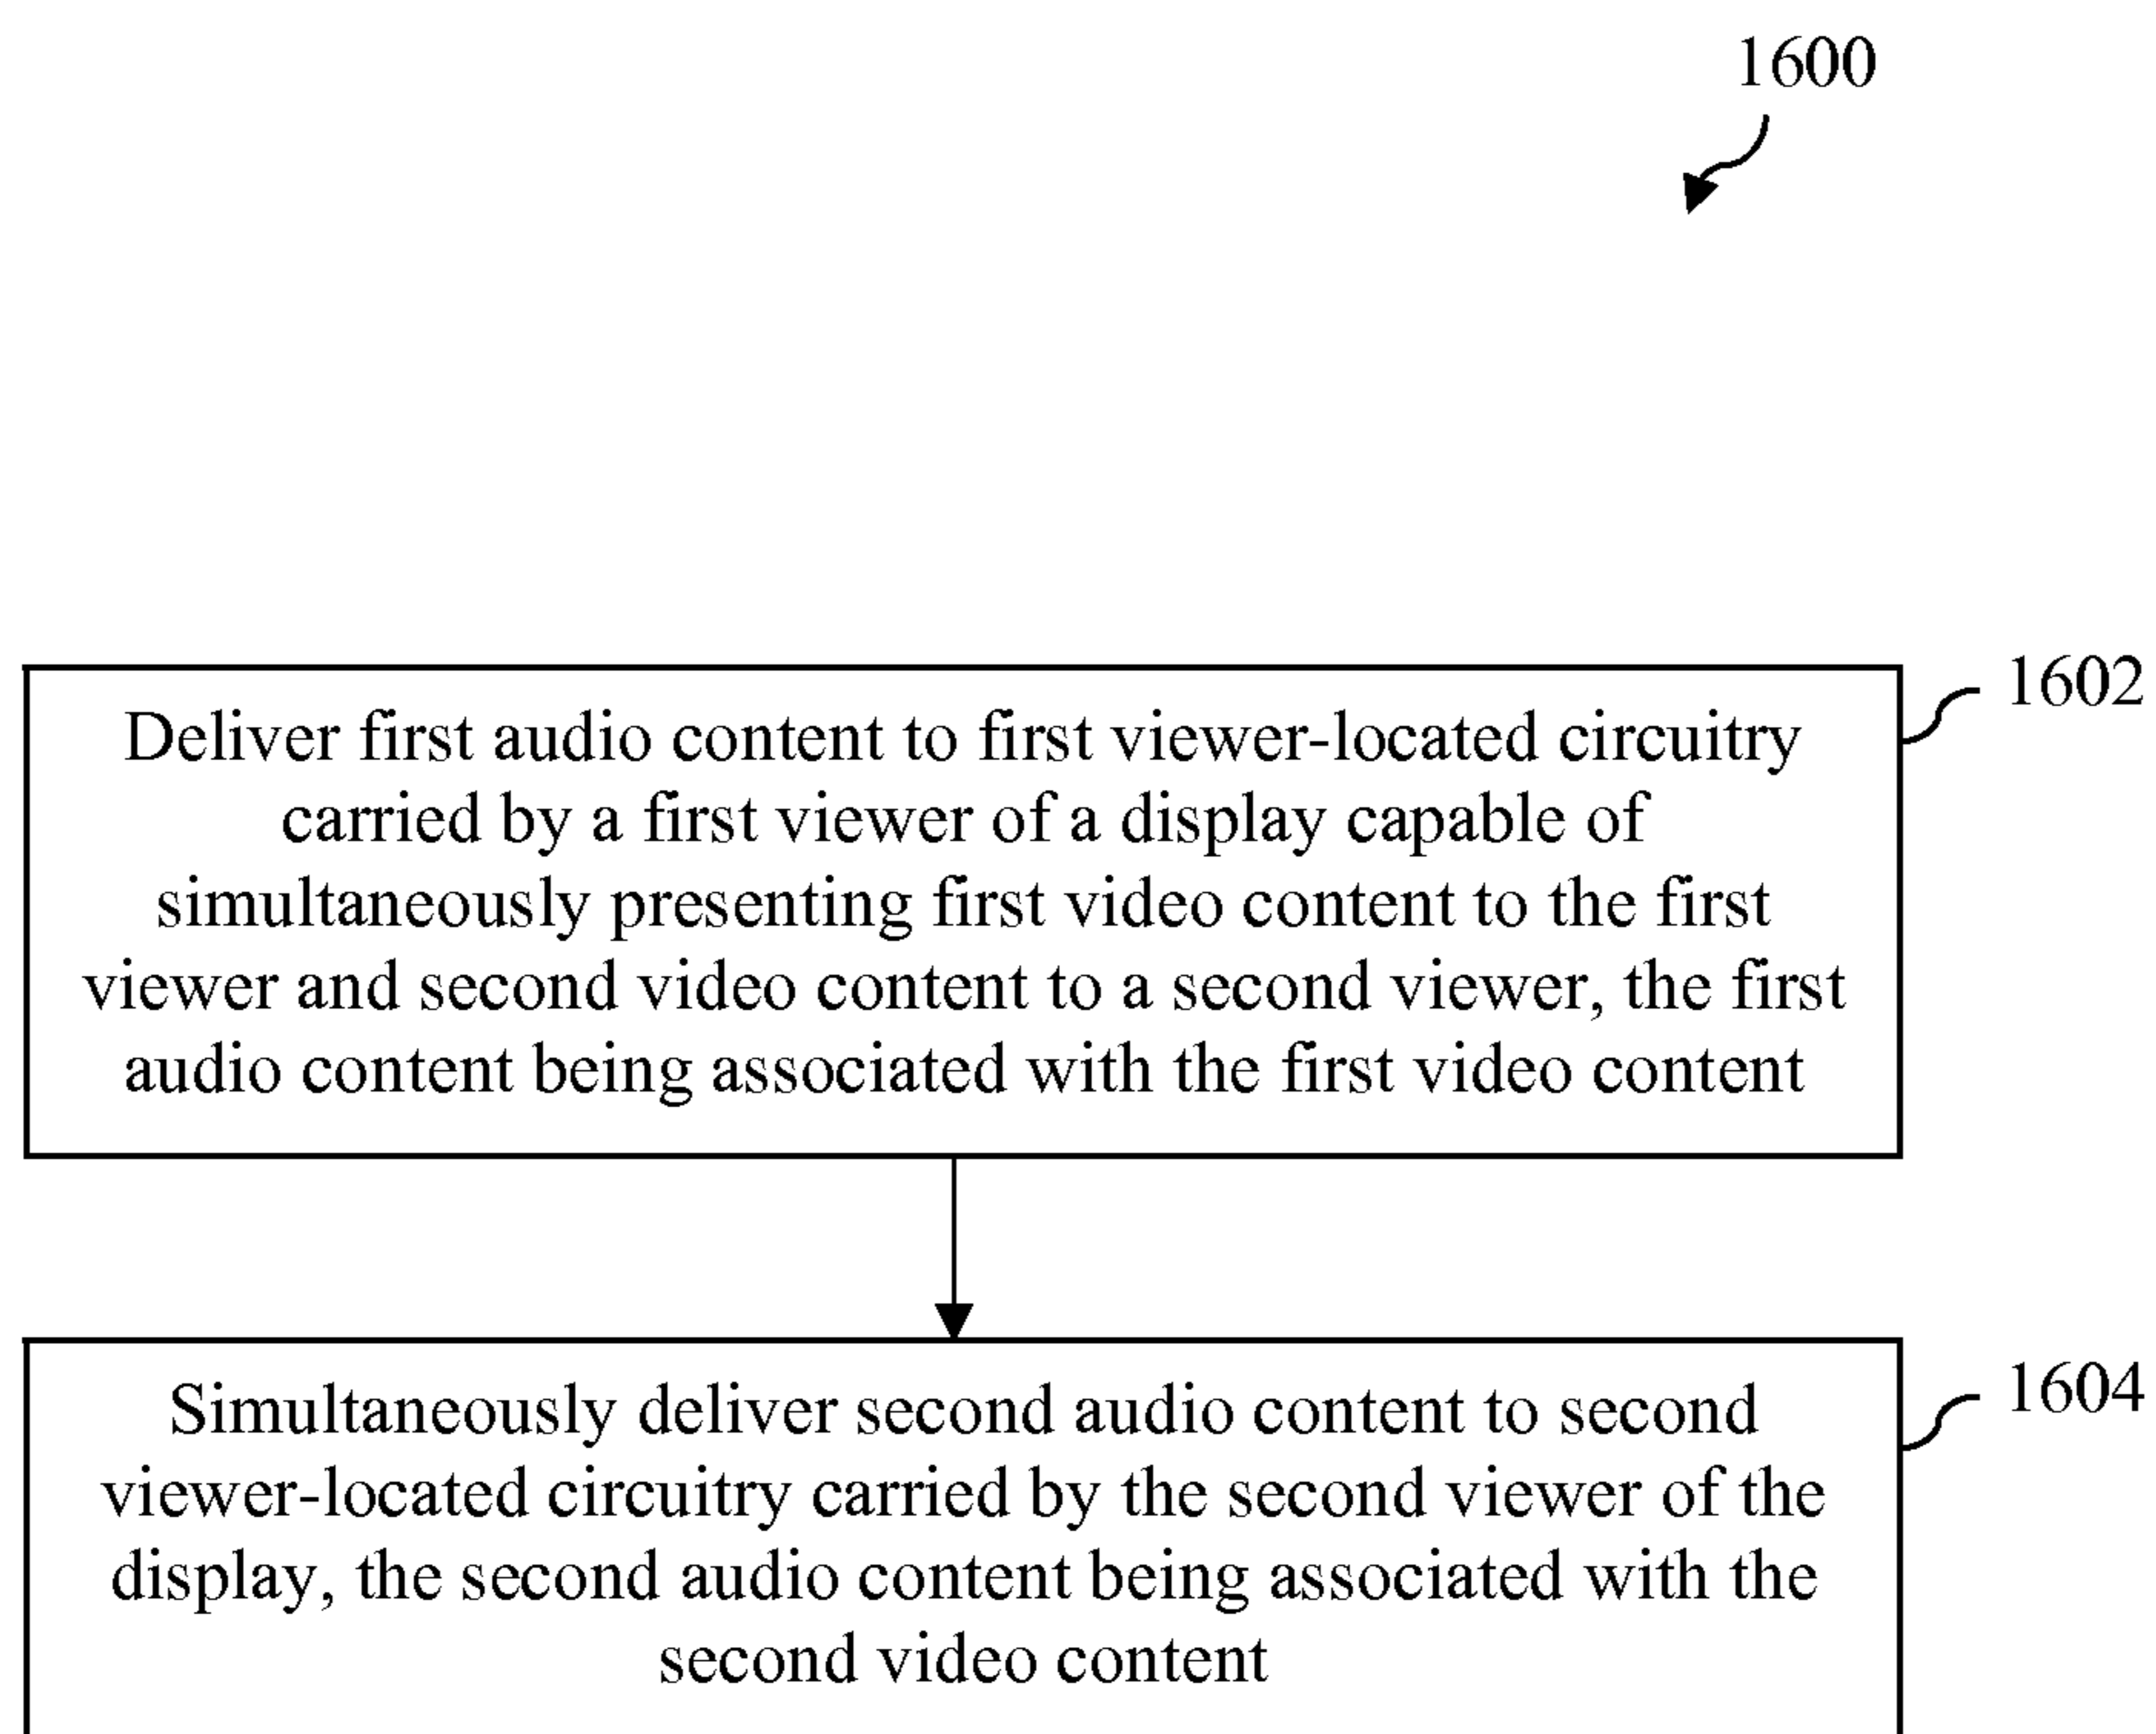 1600
1602
Deliver first audio content to first viewer-located circuitry
carried by a first viewer of a display capable of
simultaneously presenting first video content to the first
viewer and second video content to a second viewer, the first
audio content being associated with the first video content
1604
Simultaneously deliver second audio content to second
viewer-located circuitry carried by the second viewer of the
display, the second audio content being associated with the
second video content